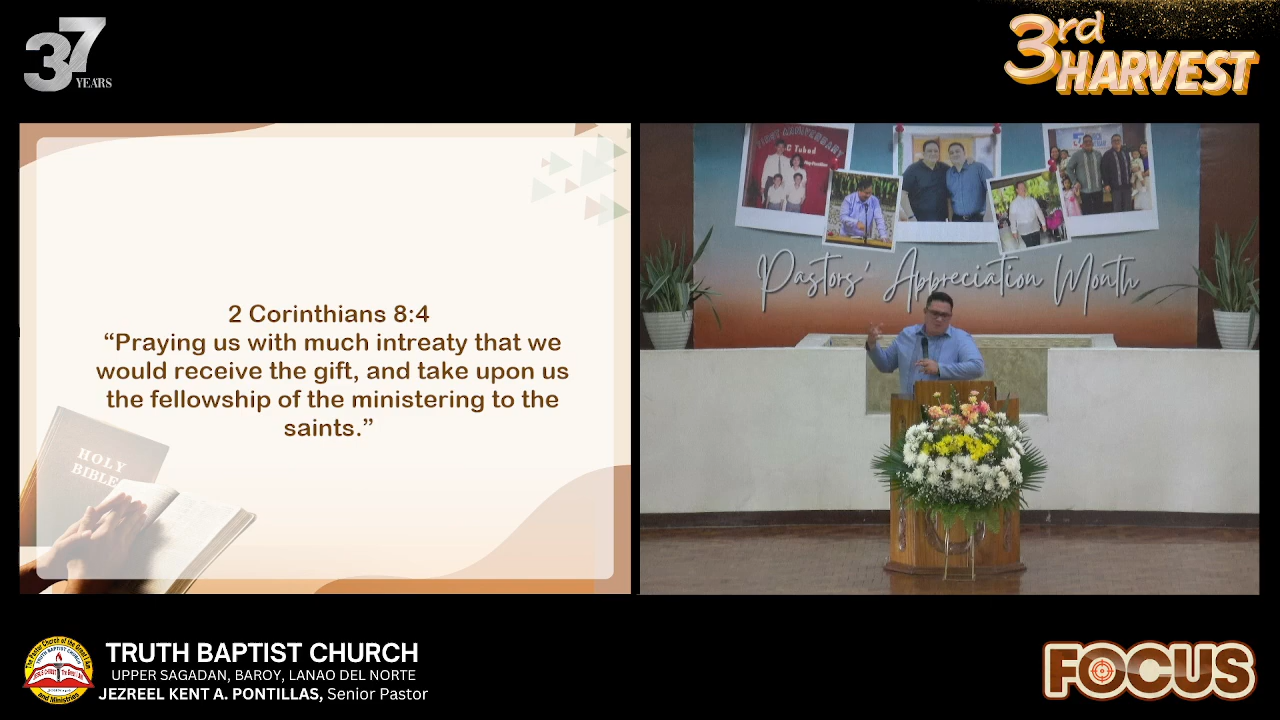 37
YEARS
3rd
HARVEST
2 Corinthians 8:4
“Praying us with much intreaty that we
would receive the gift, and take upon us
the fellowship of the ministering to the
saints.”
HOLY
BIBLE
FIRST ANNIVERSARY
Pastors' Appreciation Month
TRUTH BAPTIST CHURCH
UPPER SAGADAN, BAROY, LANAO DEL NORTE
JEZREEL KENT A. PONTILLAS, Senior Pastor
FOCUS